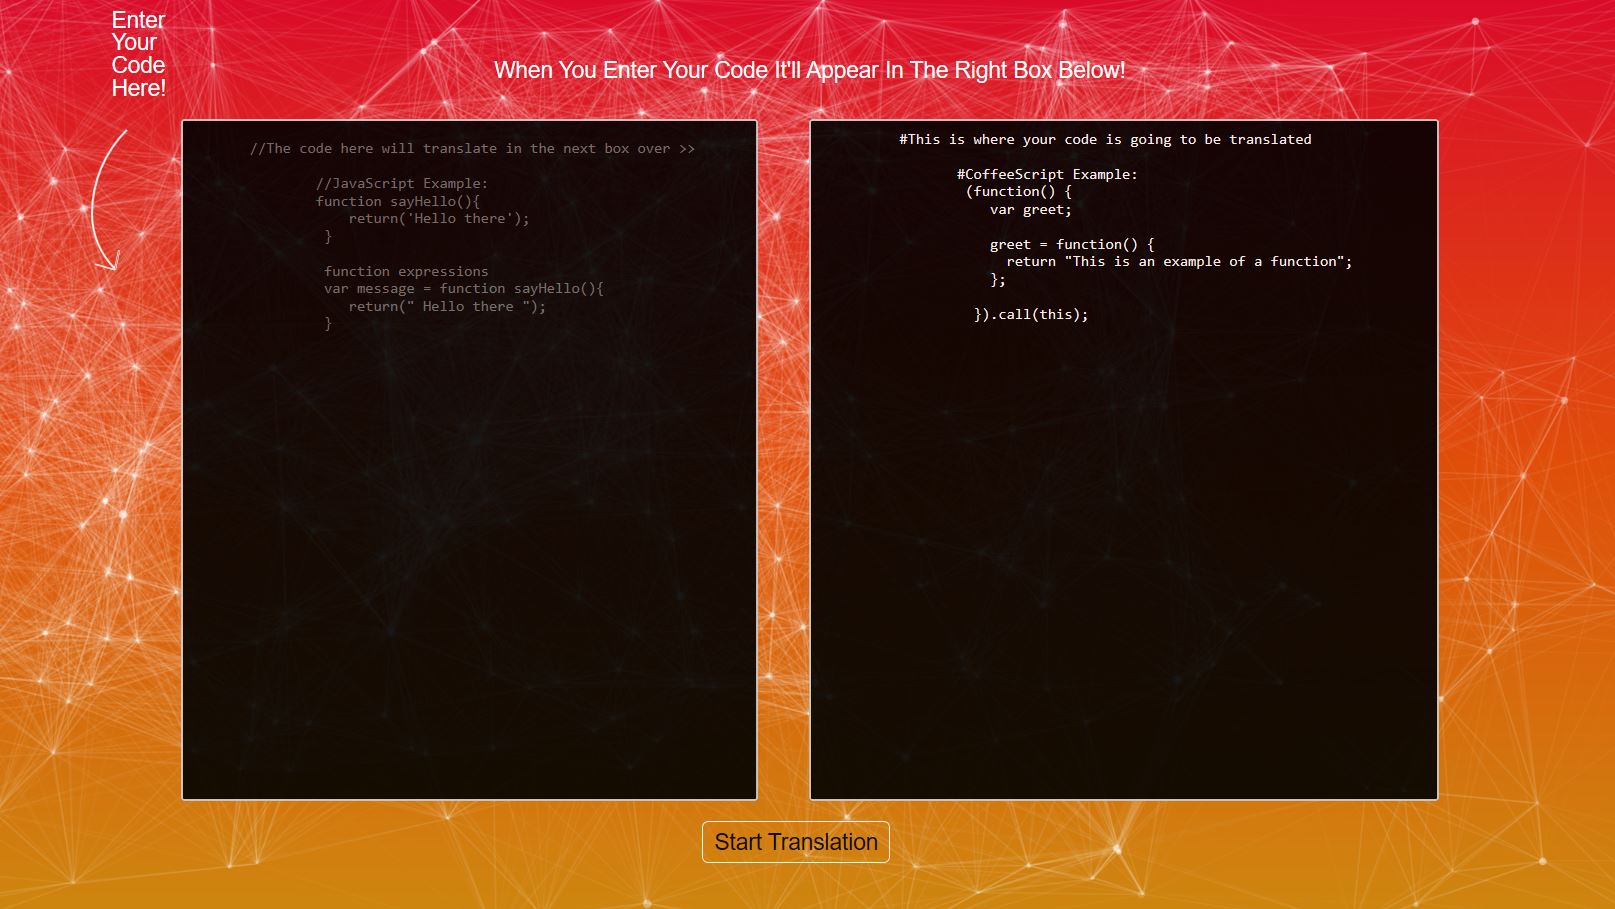 Enter
Your
Code
Here!
When You Enter Your Code It'll Appear In The Right Box Below!
//The code here will translate in the next box over >>
//JavaScript Example:
function sayHello(){
return('Hello there');
}
function expressions
var message = function sayHello(){
return(" Hello there ");
}
#This is where your code is going to be translated
#CoffeeScript Example:
(function() {
var greet;
greet = function() {
return "This is an example of a function";
};
}).call(this);
Start Translation